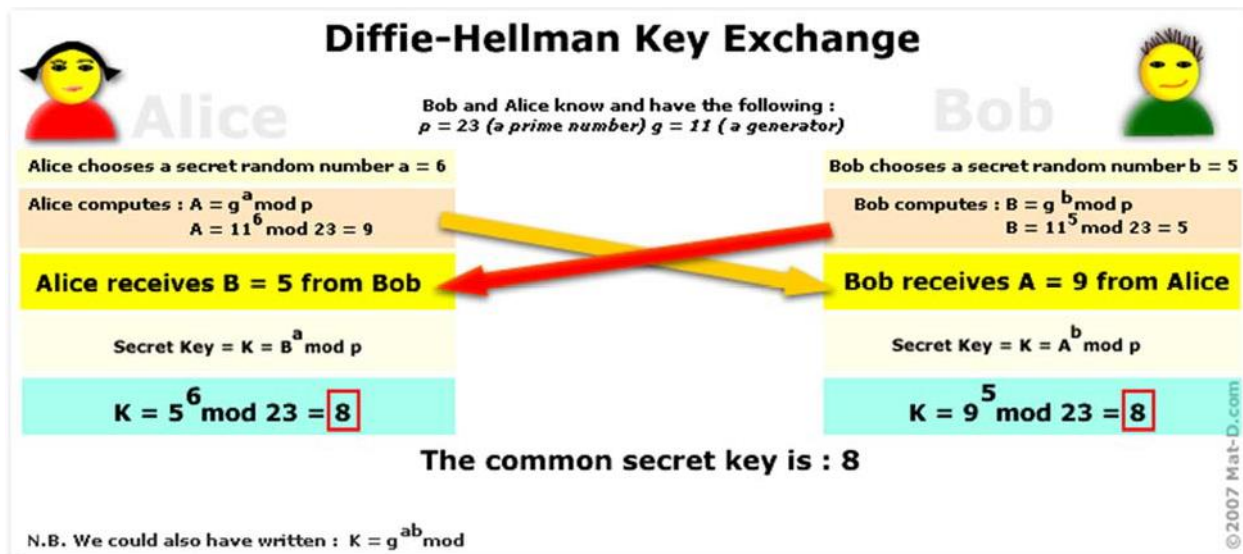 Diffie-Hellman Key Exchange
Alice
Bob
Bob and Alice know and have the following :
p = 23 (a prime number) g = 11 ( a generator)
Alice chooses a secret random number a = 6
Alice computes : A = g^a mod p
A = 11^6 mod 23 = 9
Alice receives B = 5 from Bob
Secret Key = K = B^a mod p
K = 5^6 mod 23 = 8
Bob chooses a secret random number b = 5
Bob computes : B = g^b mod p
B = 11^5 mod 23 = 5
Bob receives A = 9 from Alice
Secret Key = K = A^b mod p
K = 9^5 mod 23 = 8
The common secret key is : 8
N.B. We could also have written : K = g^ab mod
©2007 Mat-D.com